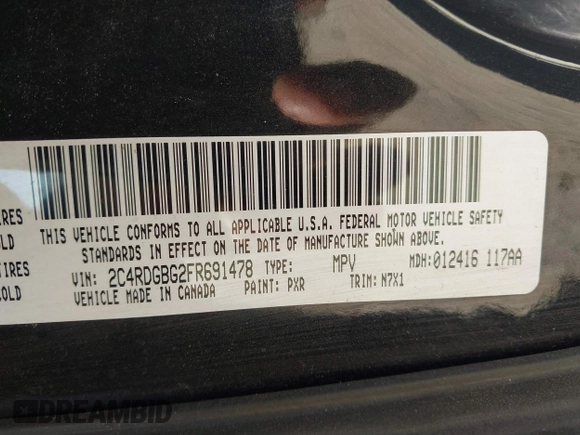 IRES
OLD
IRES
COLD
THIS VEHICLE CONFORMS TO ALL APPLICABLE U.S.A. FEDERAL MOTOR VEHICLE SAFETY
STANDARDS IN EFFECT ON THE DATE OF MANUFACTURE SHOWN ABOVE.
VIN: 2C4RDGBG2FR691478 TYPE: MPV MDH: 012416 117AA
VEHICLE MADE IN CANADA PAINT: PXR TRIM: N7X1
DREAMBID